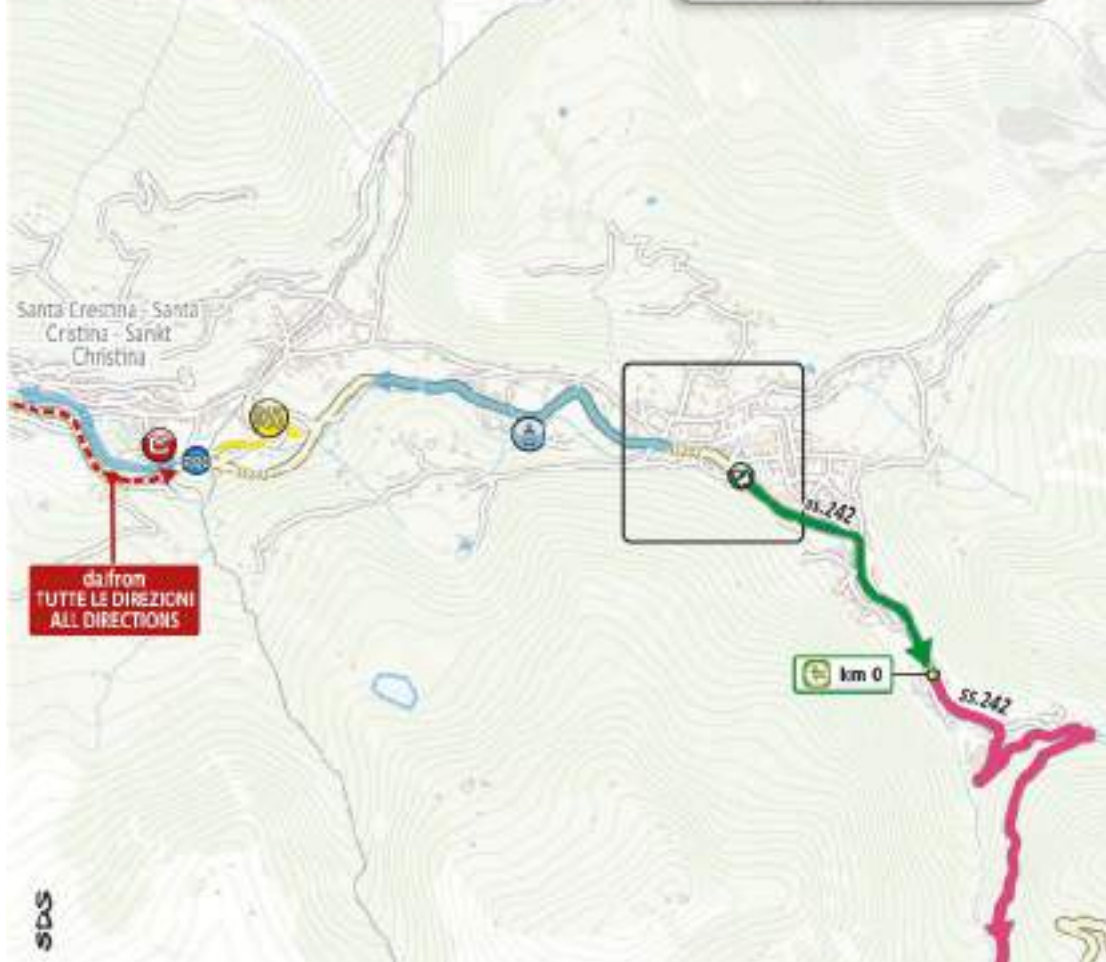 Santa Crestina - Santa
Cristina - Sankt
Christina
ss.242
da/from
TUTTE LE DIREZIONI
ALL DIRECTIONS
km 0
ss.242
SDS